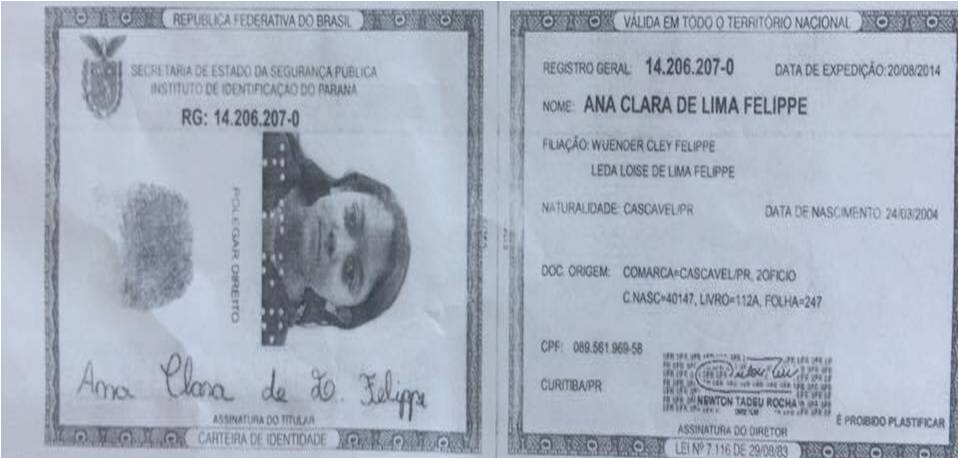 REPÚBLICA FEDERATIVA DO BRASIL
SECRETARIA DE ESTADO DA SEGURANÇA PÚBLICA
INSTITUTO DE IDENTIFICAÇÃO DO PARANÁ
RG: 14.206.207-0
POLEGAR DIREITO
Ana Clara de L. Felippe
ASSINATURA DO TITULAR
CARTEIRA DE IDENTIDADE
VÁLIDA EM TODO O TERRITÓRIO NACIONAL
REGISTRO GERAL: 14.206.207-0 DATA DE EXPEDIÇÃO: 20/08/2014
NOME: ANA CLARA DE LIMA FELIPPE
FILIAÇÃO: WUENDER CLEY FELIPPE
LEDA LOISE DE LIMA FELIPPE
NATURALIDADE: CASCAVEL/PR DATA DE NASCIMENTO: 24/03/2004
DOC. ORIGEM: COMARCA=CASCAVEL/PR, 2OFICIO
C.NASC=40147, LIVRO=112A, FOLHA=247
CPF: 089.561.969-58
CURITIBA/PR
NEWTON TADEU ROCHA
DIRETOR
ASSINATURA DO DIRETOR
É PROIBIDO PLASTIFICAR
LEI Nº 7.116 DE 29/08/83